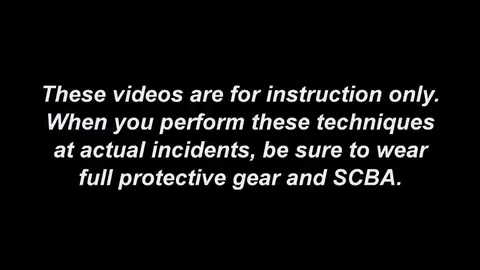 These videos are for instruction only.
When you perform these techniques
at actual incidents, be sure to wear
full protective gear and SCBA.